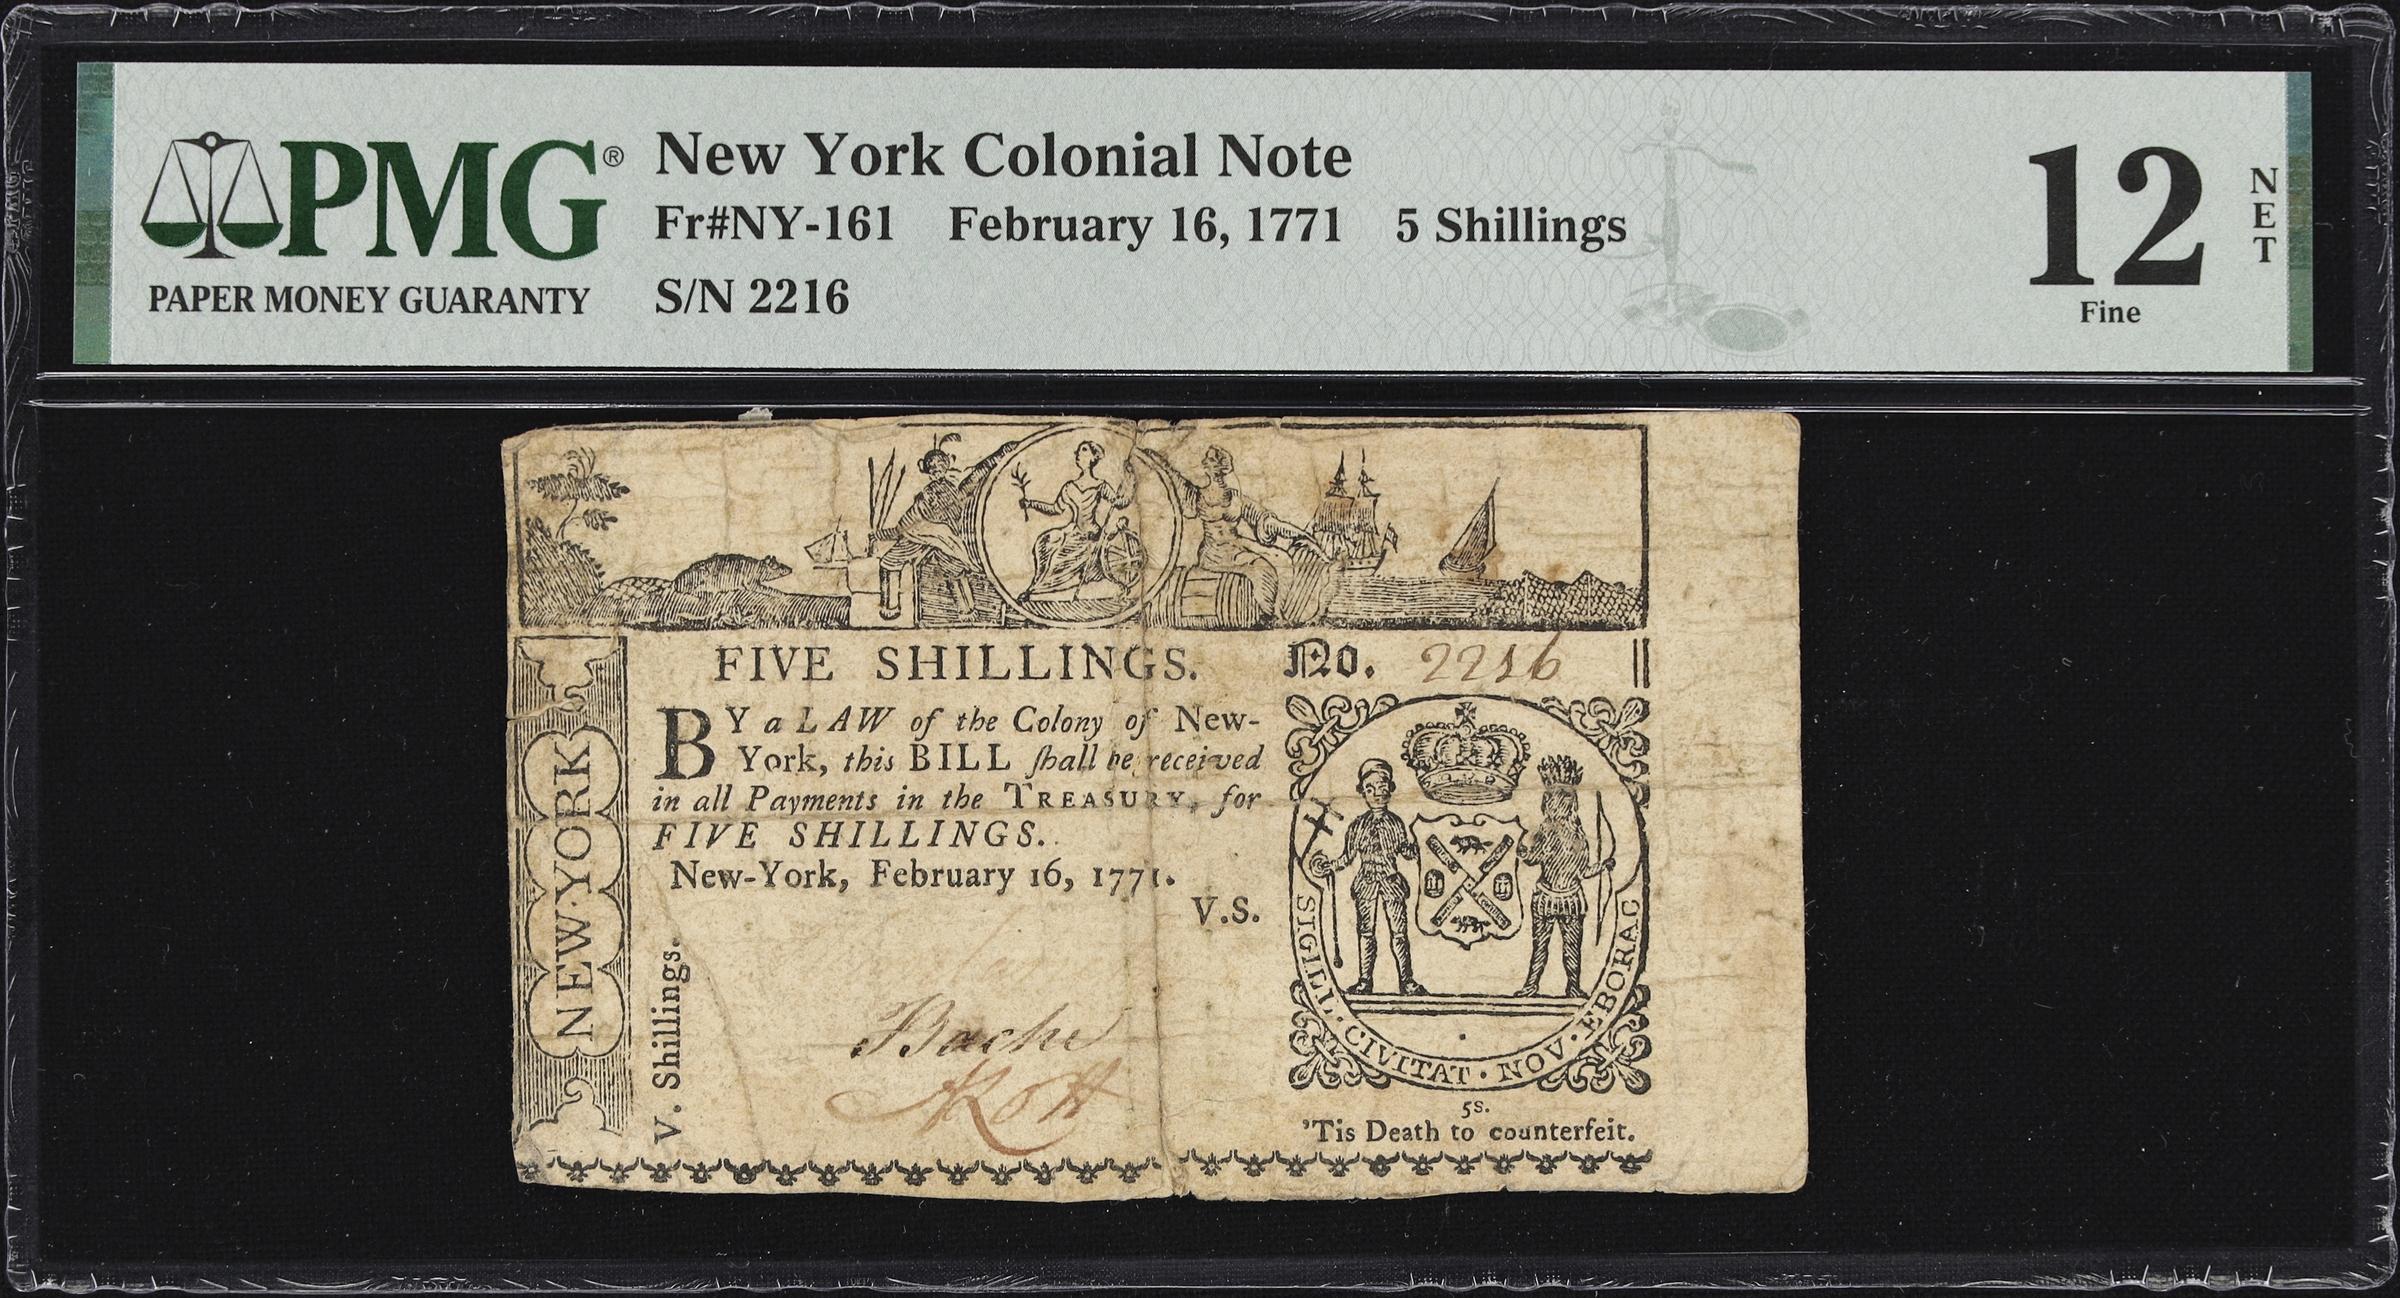 PMG®
PAPER MONEY GUARANTY
New York Colonial Note
Fr#NY-161 February 16, 1771 5 Shillings
S/N 2216
12
Fine
NET
FIVE SHILLINGS. No. 2216
BY a LAW of the Colony of New-
York, this BILL ſhall be received
in all Payments in the TREASURY, for
FIVE SHILLINGS.
New-York, February 16, 1771.
V.S.
NEW-YORK
V. Shillings.
Bache
SIGILL · CIVITAT · NOV · EBORAC
5s.
'Tis Death to counterfeit.